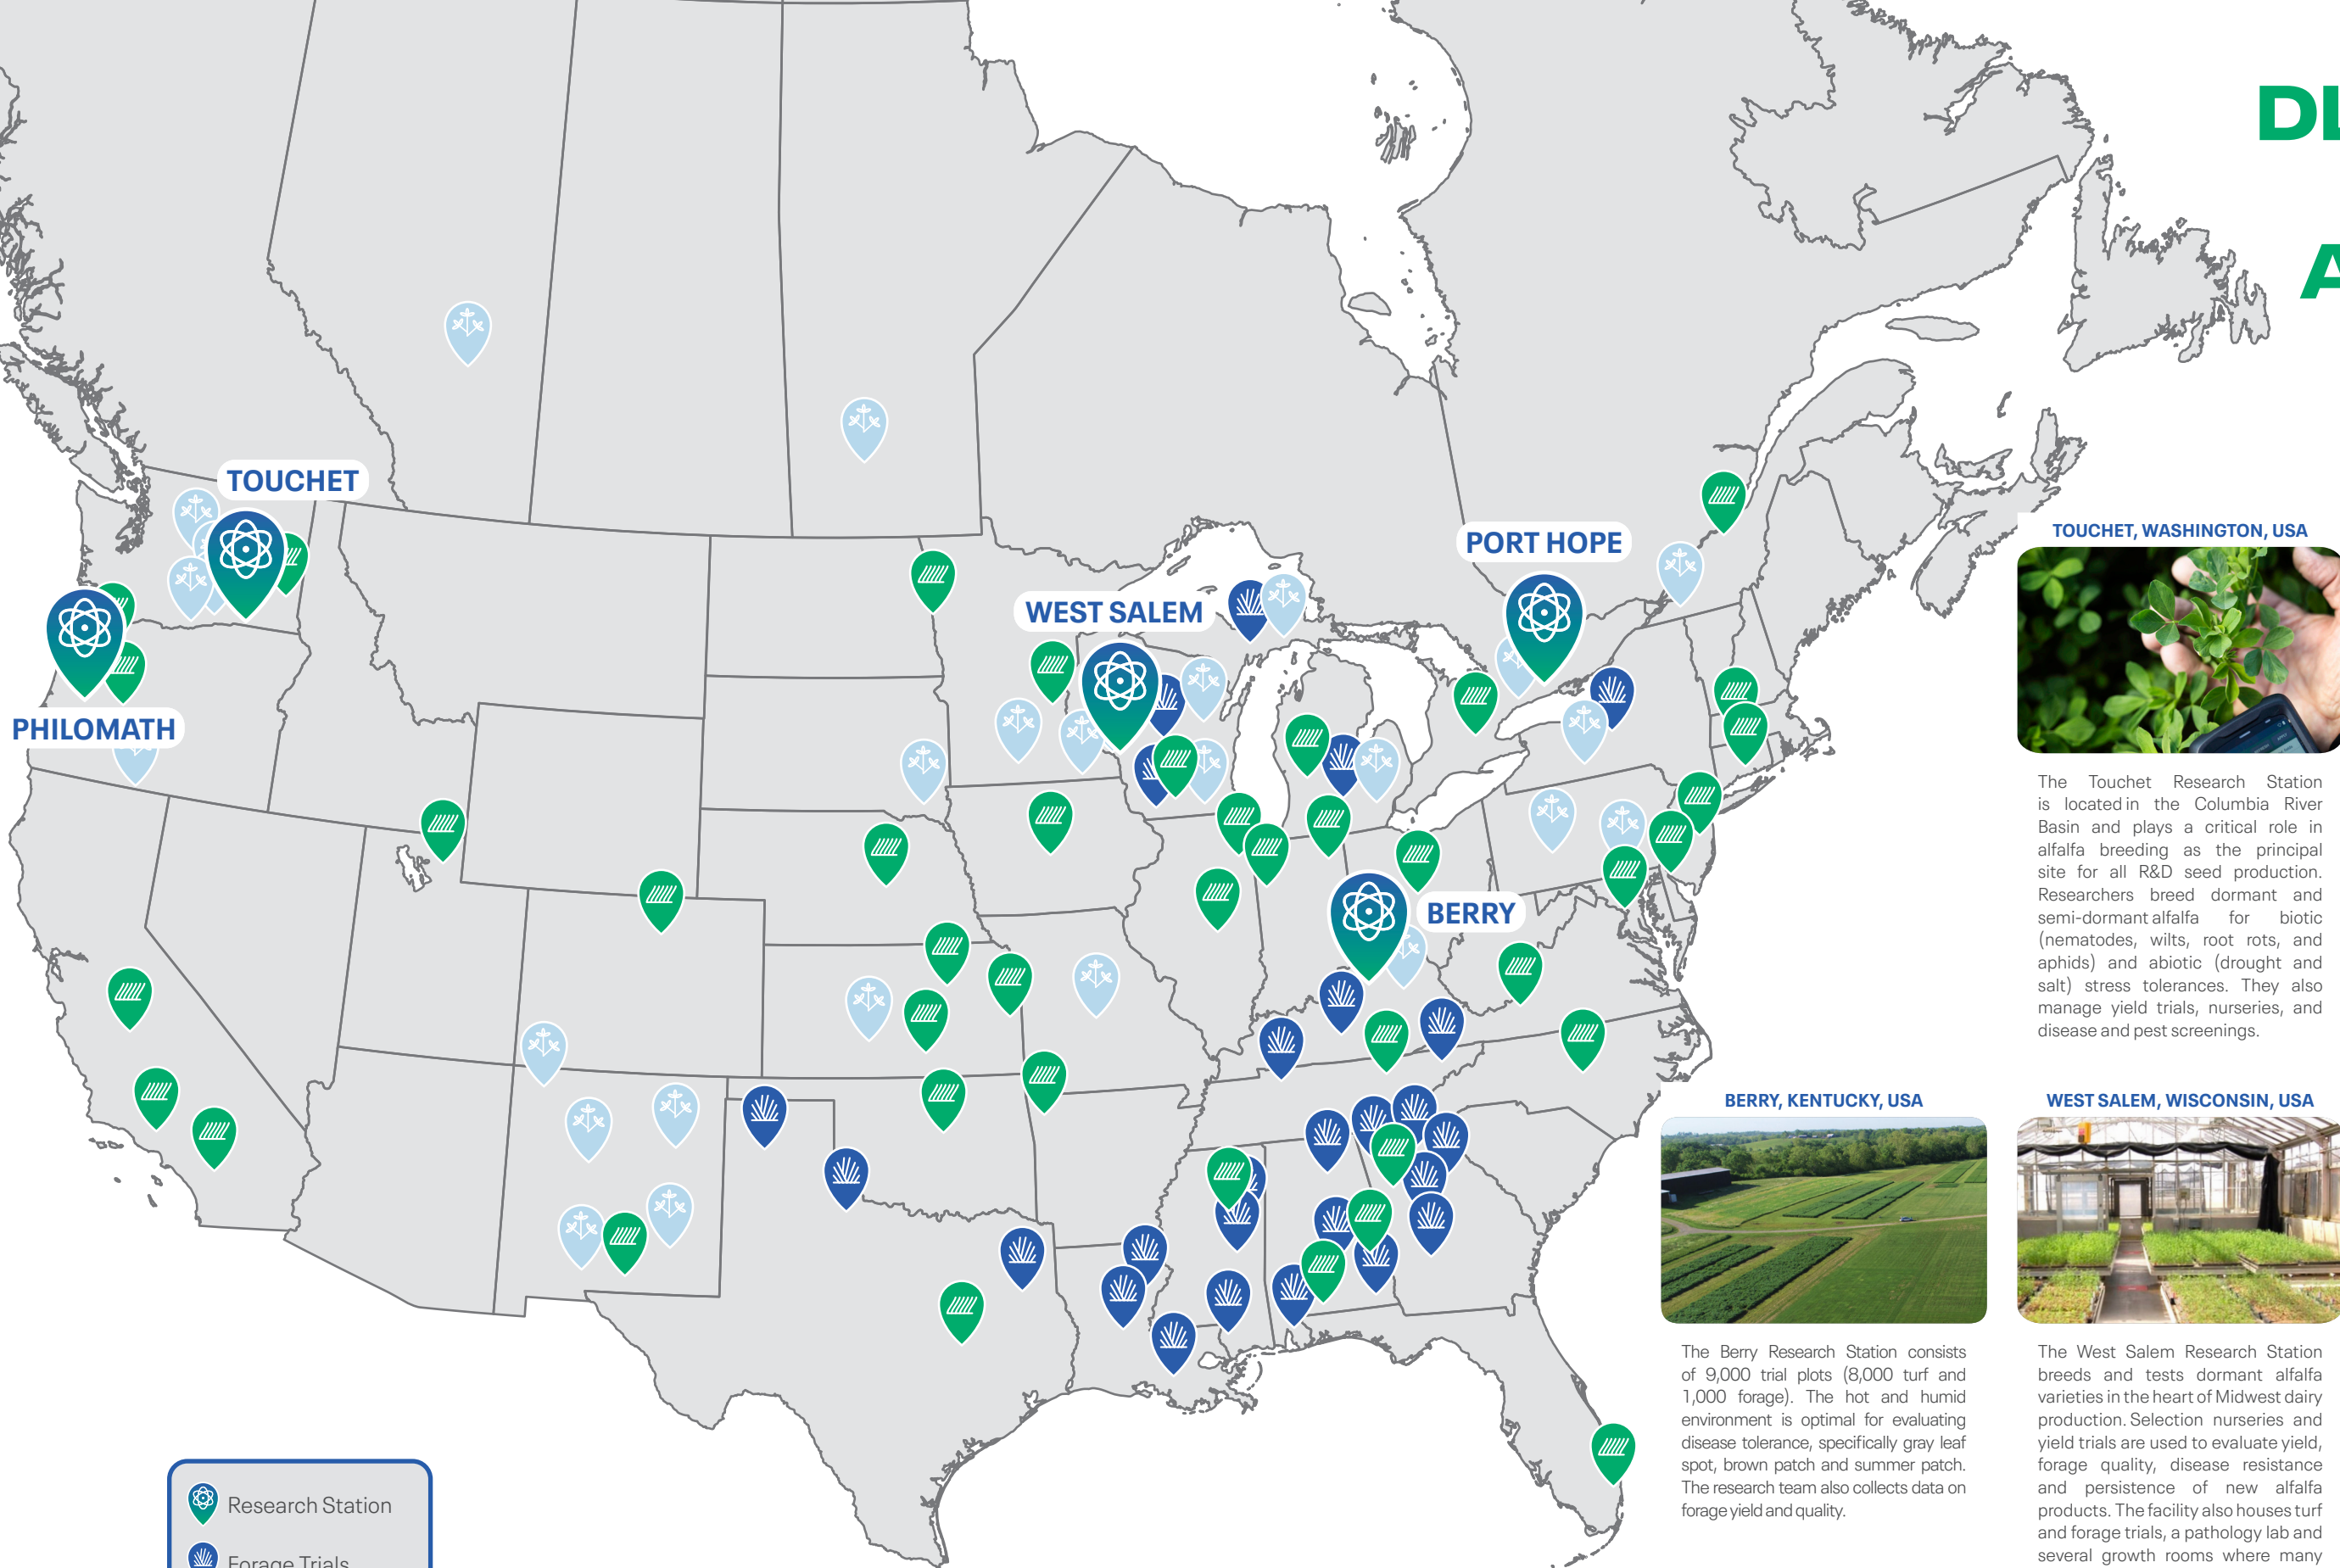 DL
A
TOUCHET
PORT HOPE
WEST SALEM
PHILOMATH
BERRY
TOUCHET, WASHINGTON, USA
The Touchet Research Station
is located in the Columbia River
Basin and plays a critical role in
alfalfa breeding as the principal
site for all R&D seed production.
Researchers breed dormant and
semi-dormant alfalfa for biotic
(nematodes, wilts, root rots, and
aphids) and abiotic (drought and
salt) stress tolerances. They also
manage yield trials, nurseries, and
disease and pest screenings.
BERRY, KENTUCKY, USA
The Berry Research Station consists
of 9,000 trial plots (8,000 turf and
1,000 forage). The hot and humid
environment is optimal for evaluating
disease tolerance, specifically gray leaf
spot, brown patch and summer patch.
The research team also collects data on
forage yield and quality.
WEST SALEM, WISCONSIN, USA
The West Salem Research Station
breeds and tests dormant alfalfa
varieties in the heart of Midwest dairy
production. Selection nurseries and
yield trials are used to evaluate yield,
forage quality, disease resistance
and persistence of new alfalfa
products. The facility also houses turf
and forage trials, a pathology lab and
several growth rooms where many
Research Station
Forage Trials